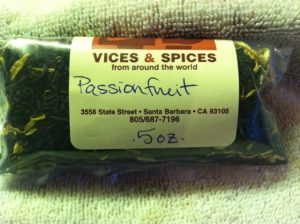 VICES & SPICES
from around the world
Passionfruit
3558 State Street • Santa Barbara • CA 93105
805/687-7196
.5oz.